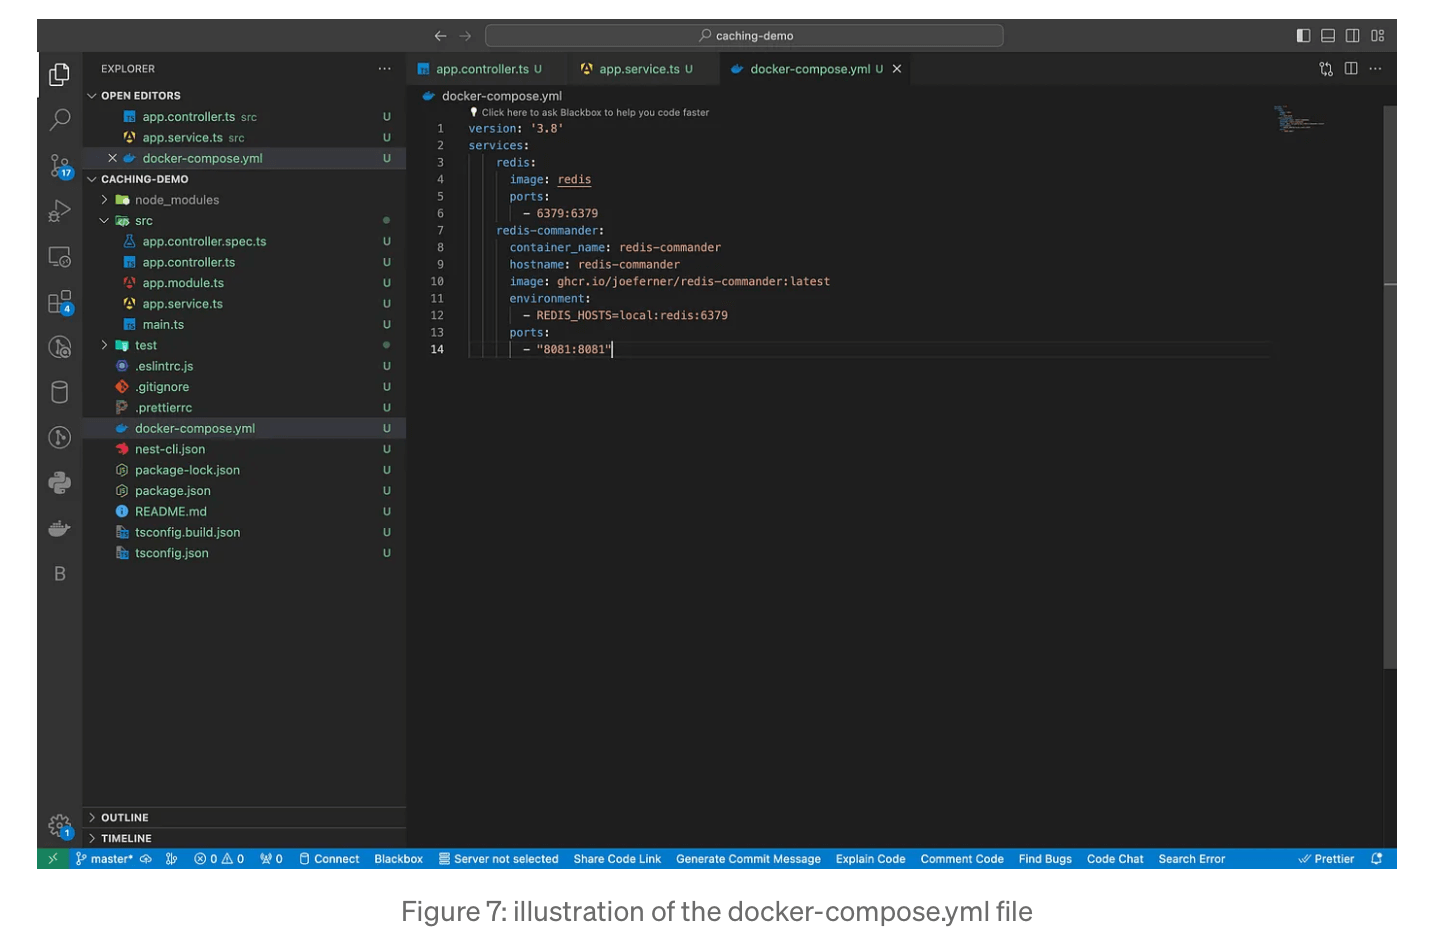 caching-demo
EXPLORER
OPEN EDITORS
app.controller.ts src U
app.service.ts src U
docker-compose.yml U
CACHING-DEMO
node_modules
src
app.controller.spec.ts U
app.controller.ts U
app.module.ts U
app.service.ts U
main.ts U
test
.eslintrc.js U
.gitignore U
.prettierrc U
docker-compose.yml U
nest-cli.json U
package-lock.json U
package.json U
README.md U
tsconfig.build.json U
tsconfig.json U
OUTLINE
TIMELINE
17
4
B
1
app.controller.ts U
app.service.ts U
docker-compose.yml U
docker-compose.yml
Click here to ask Blackbox to help you code faster
1 version: '3.8'
2 services:
3 redis:
4 image: redis
5 ports:
6 - 6379:6379
7 redis-commander:
8 container_name: redis-commander
9 hostname: redis-commander
10 image: ghcr.io/joeferner/redis-commander:latest
11 environment:
12 - REDIS_HOSTS=local:redis:6379
13 ports:
14 - "8081:8081"
master* 0 0 0 Connect Blackbox Server not selected Share Code Link Generate Commit Message Explain Code Comment Code Find Bugs Code Chat Search Error Prettier
Figure 7: illustration of the docker-compose.yml file